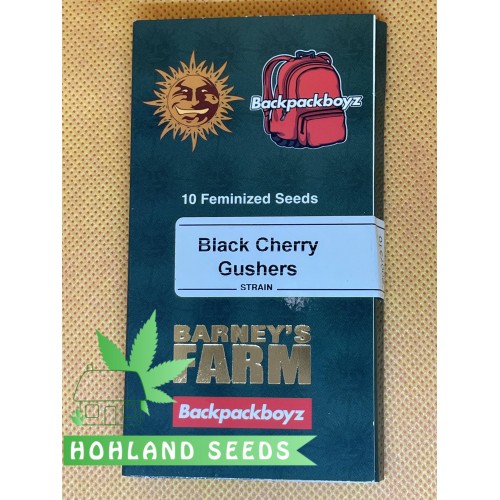 Backpackboyz
10 Feminized Seeds
Black Cherry
Gushers
STRAIN
BARNEY'S
FARM
Backpackboyz
HOHLAND SEEDS